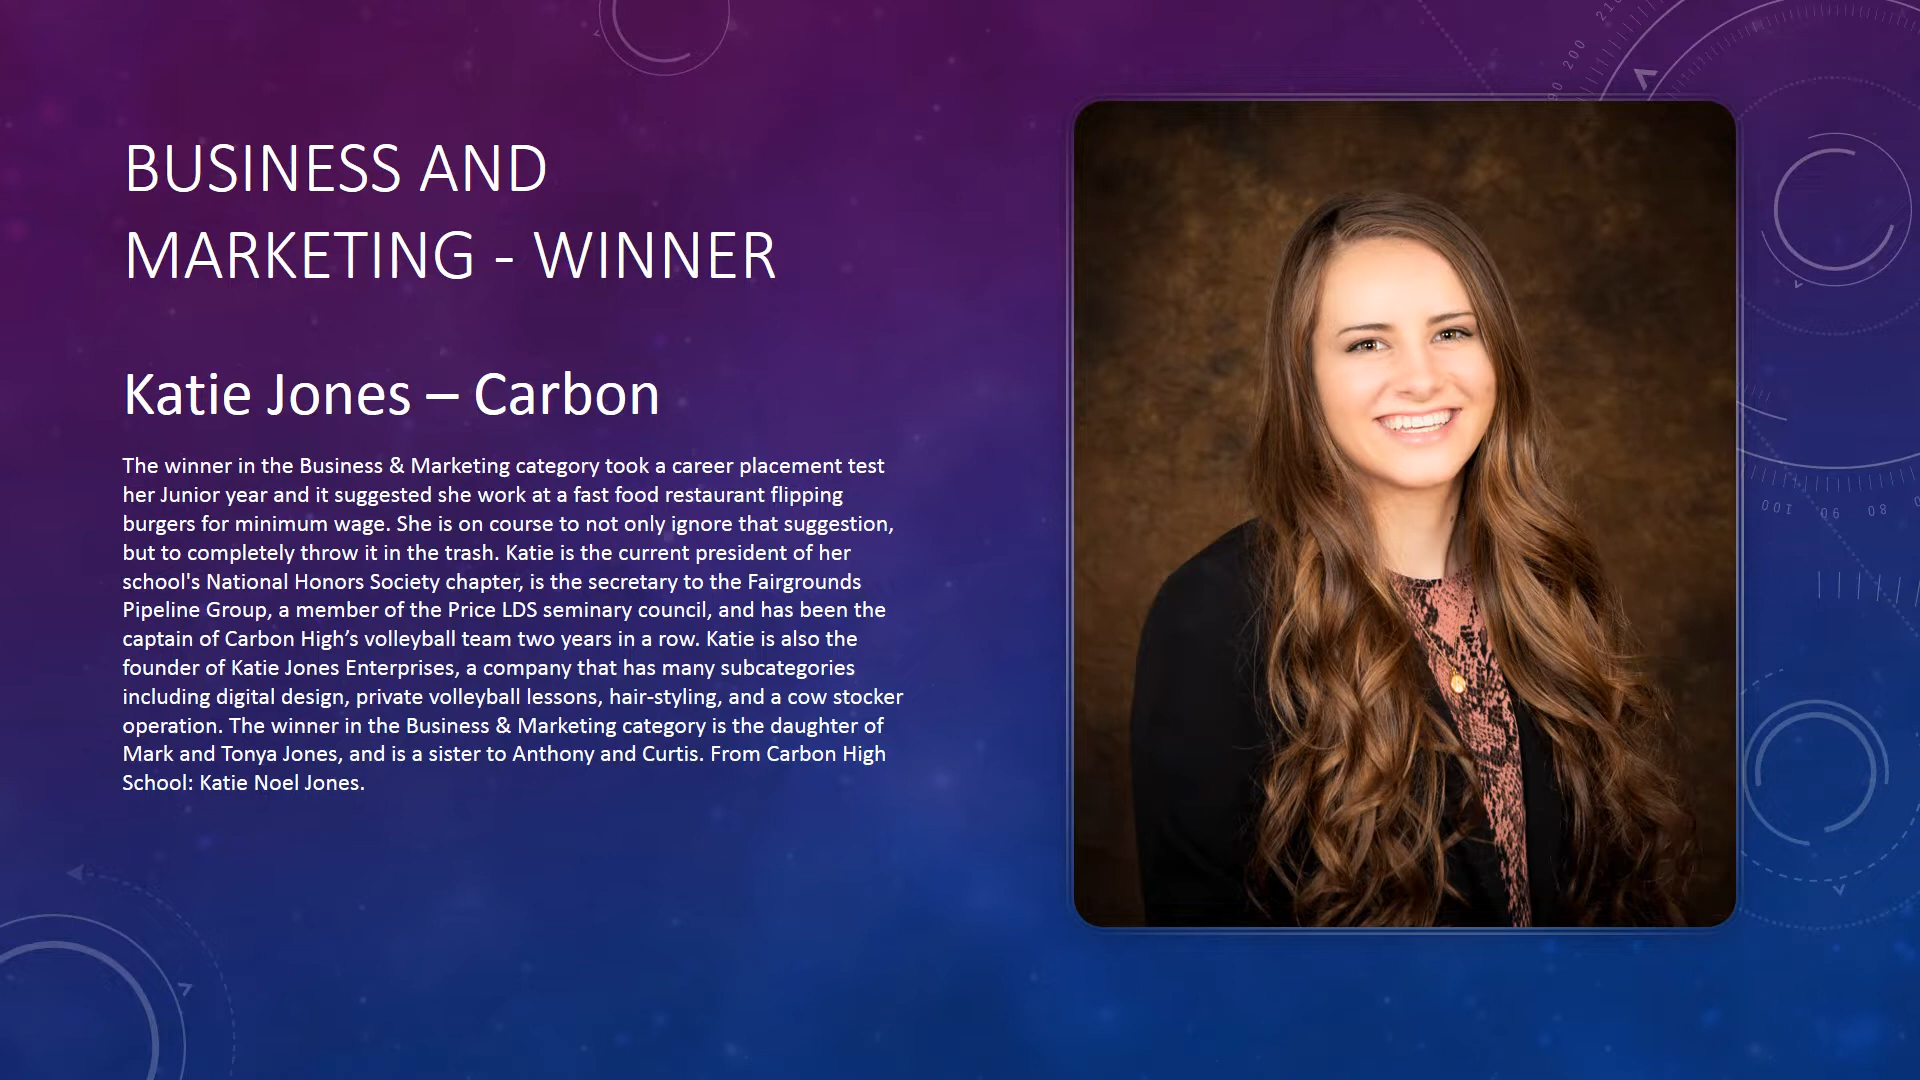 BUSINESS AND
MARKETING - WINNER
Katie Jones – Carbon
The winner in the Business & Marketing category took a career placement test
her Junior year and it suggested she work at a fast food restaurant flipping
burgers for minimum wage. She is on course to not only ignore that suggestion,
but to completely throw it in the trash. Katie is the current president of her
school's National Honors Society chapter, is the secretary to the Fairgrounds
Pipeline Group, a member of the Price LDS seminary council, and has been the
captain of Carbon High’s volleyball team two years in a row. Katie is also the
founder of Katie Jones Enterprises, a company that has many subcategories
including digital design, private volleyball lessons, hair-styling, and a cow stocker
operation. The winner in the Business & Marketing category is the daughter of
Mark and Tonya Jones, and is a sister to Anthony and Curtis. From Carbon High
School: Katie Noel Jones.
200
100
90
80